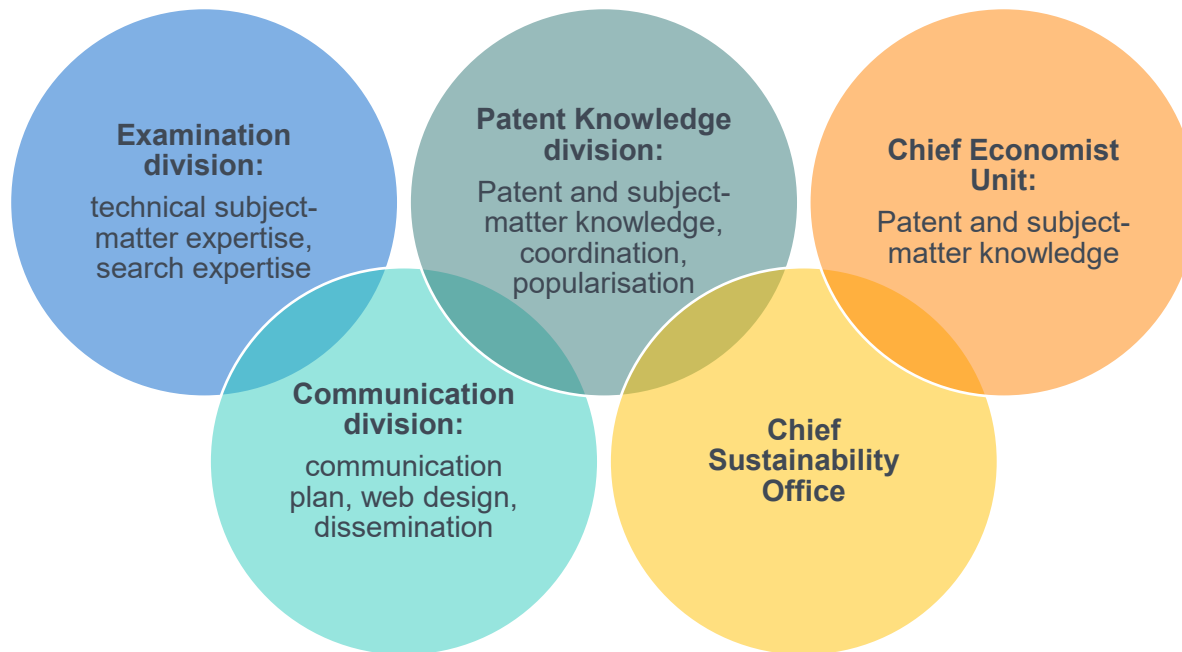 Examination
division:
technical subject-
matter expertise,
search expertise
Patent Knowledge
division:
Patent and subject-
matter knowledge,
coordination,
popularisation
Chief Economist
Unit:
Patent and subject-
matter knowledge
Communication
division:
communication
plan, web design,
dissemination
Chief
Sustainability
Office